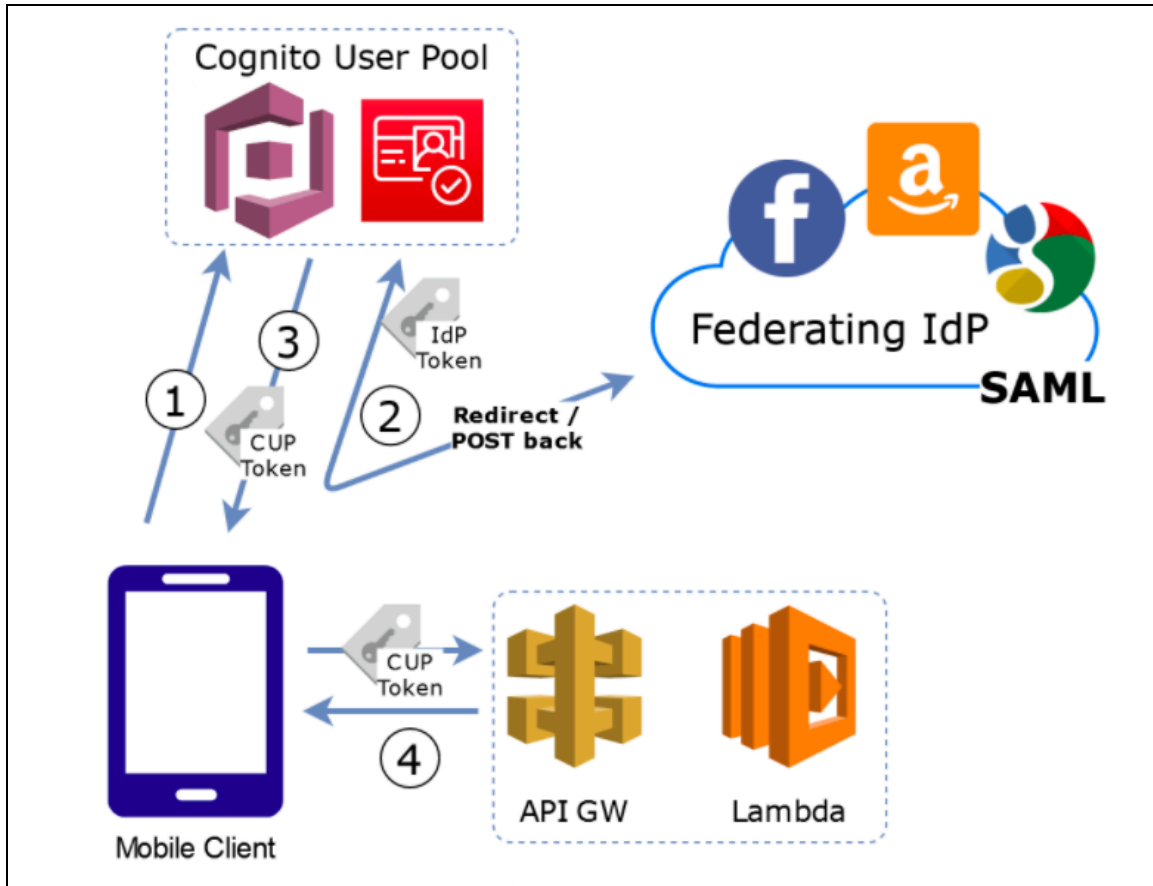 Cognito User Pool
f
a
g
Federating IdP
SAML
IdP
Token
3
1
2
Redirect /
POST back
CUP
Token
CUP
Token
4
API GW
Lambda
Mobile Client